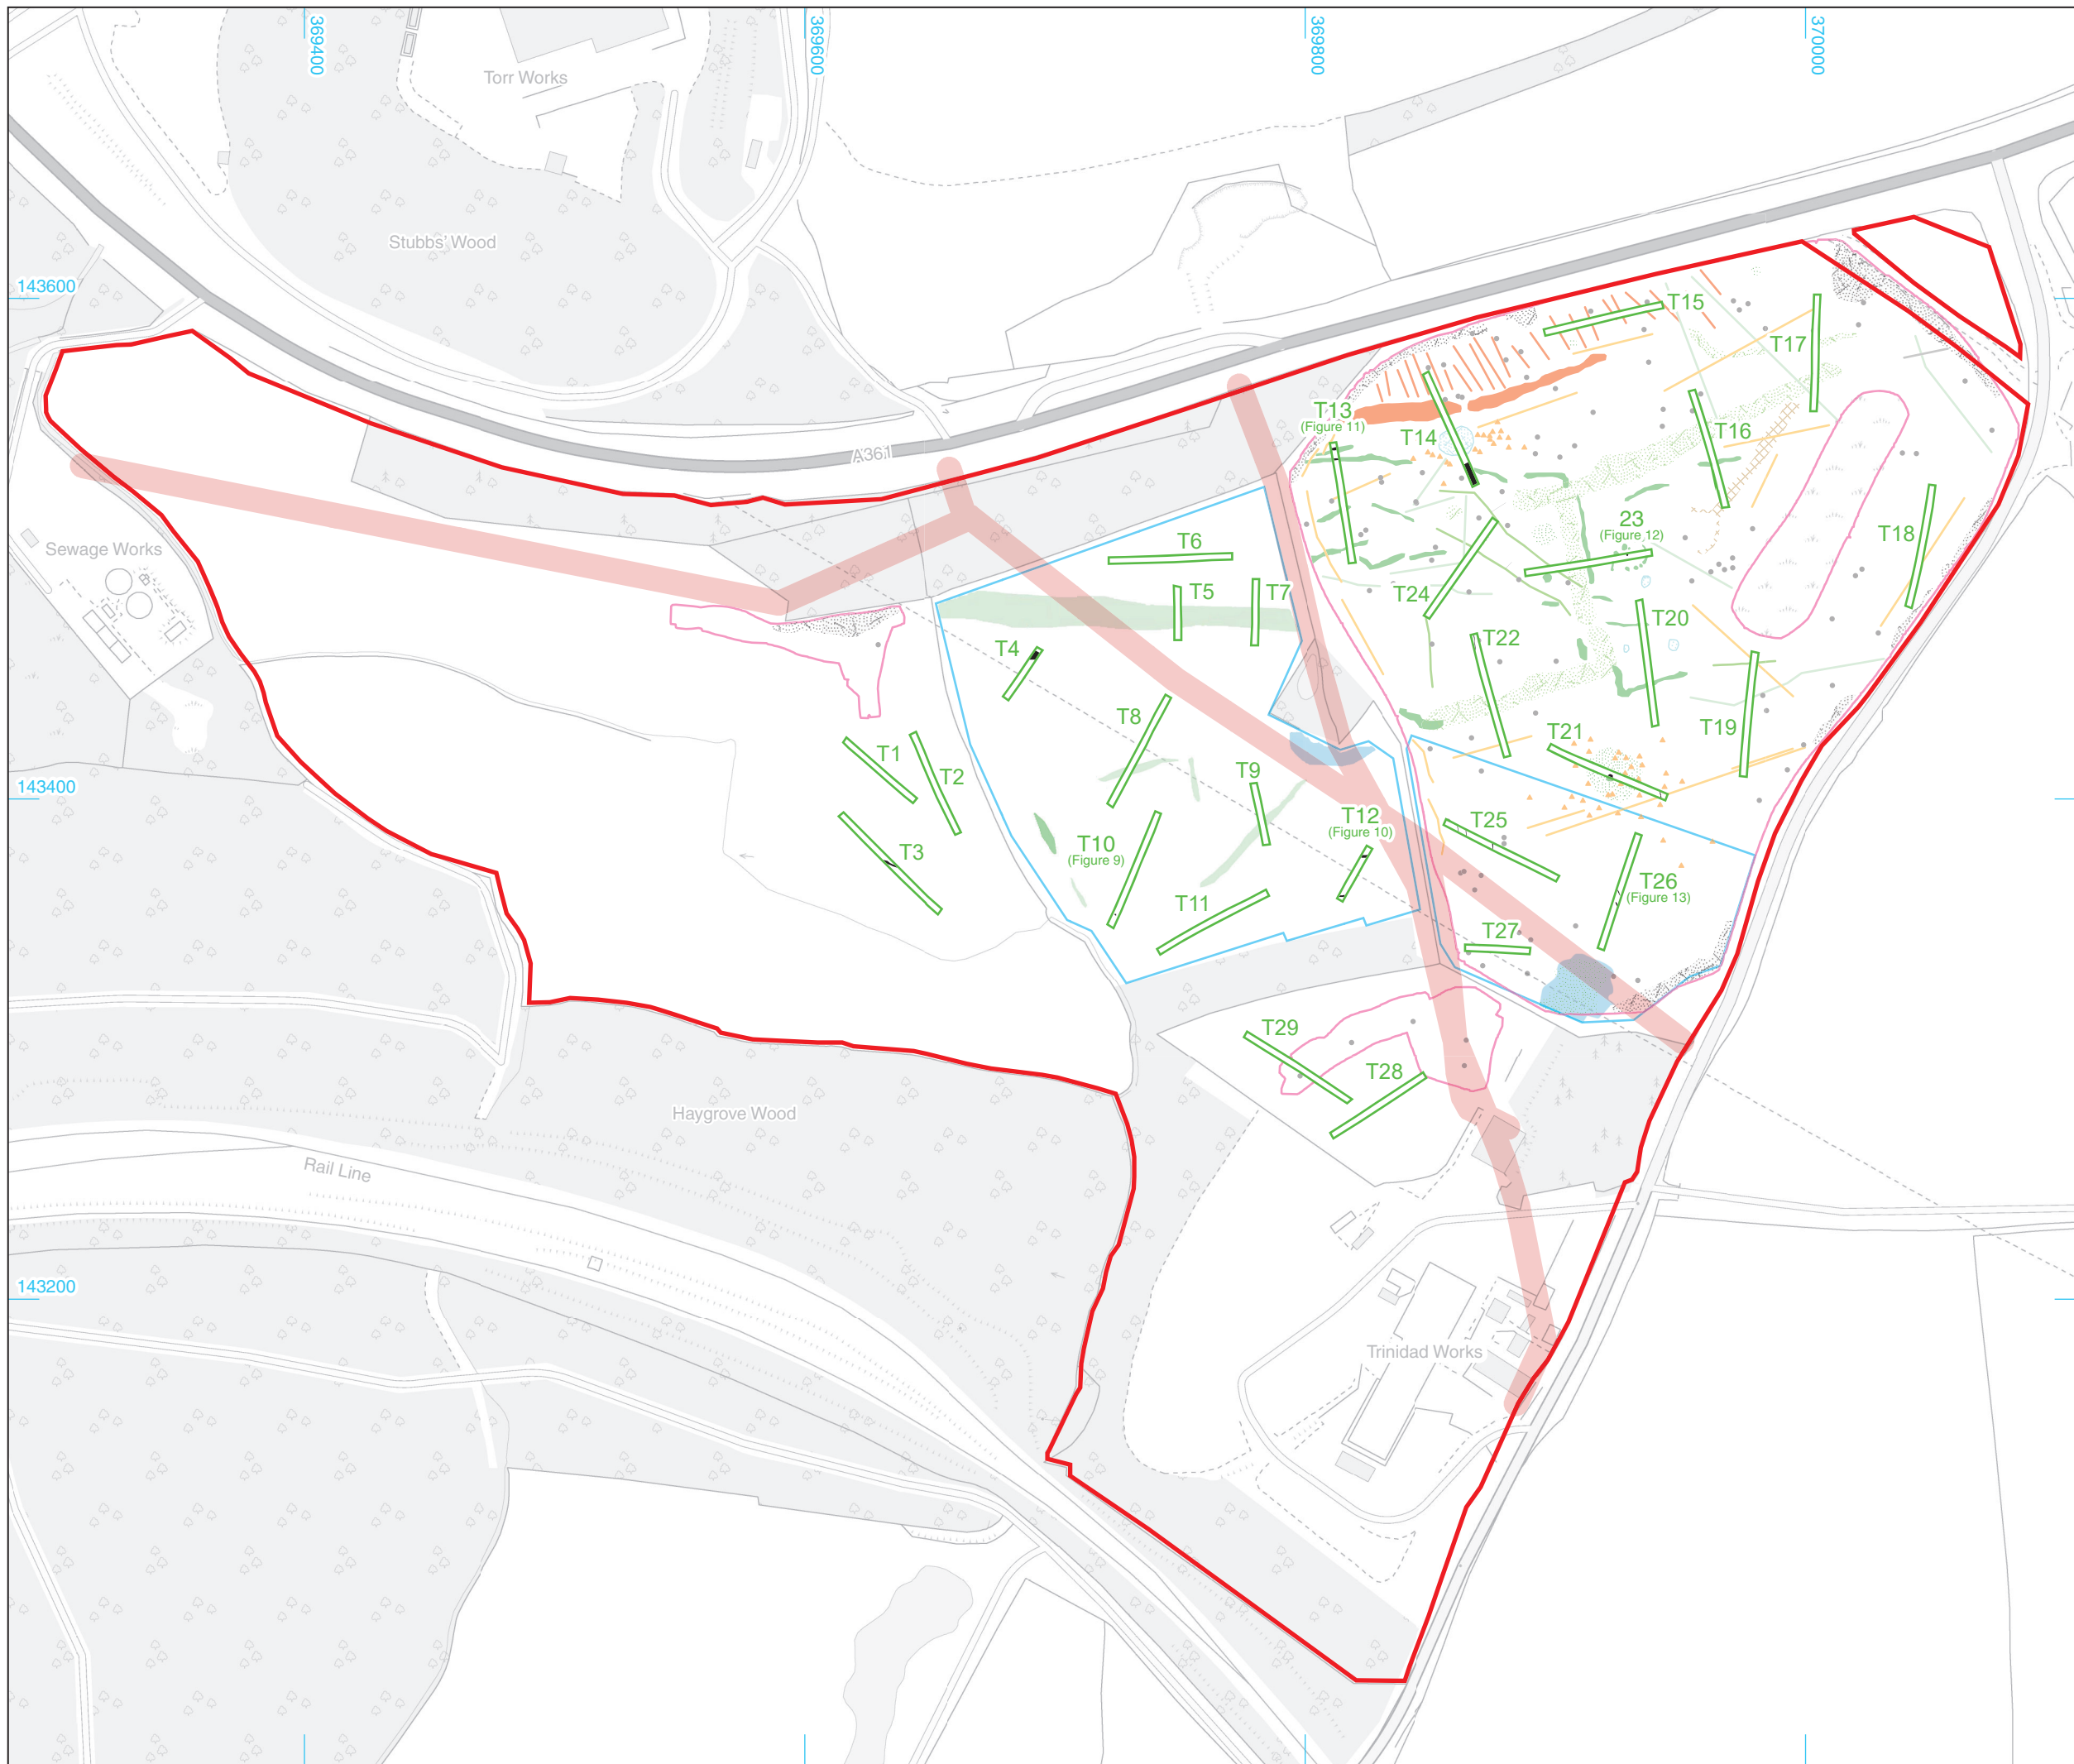 369400
369600
369800
370000
Torr Works
Stubbs' Wood
143600
T15
T17
T13
(Figure 11)
T14
T16
A361
23
(Figure 12)
T18
Sewage Works
T6
T5
T7
T24
T20
T22
T4
T8
T19
T21
T1
T2
T9
143400
T12
(Figure 10)
T25
T3
T10
(Figure 9)
T26
(Figure 13)
T11
T27
T29
T28
Haygrove Wood
Rail Line
143200
Trinidad Works